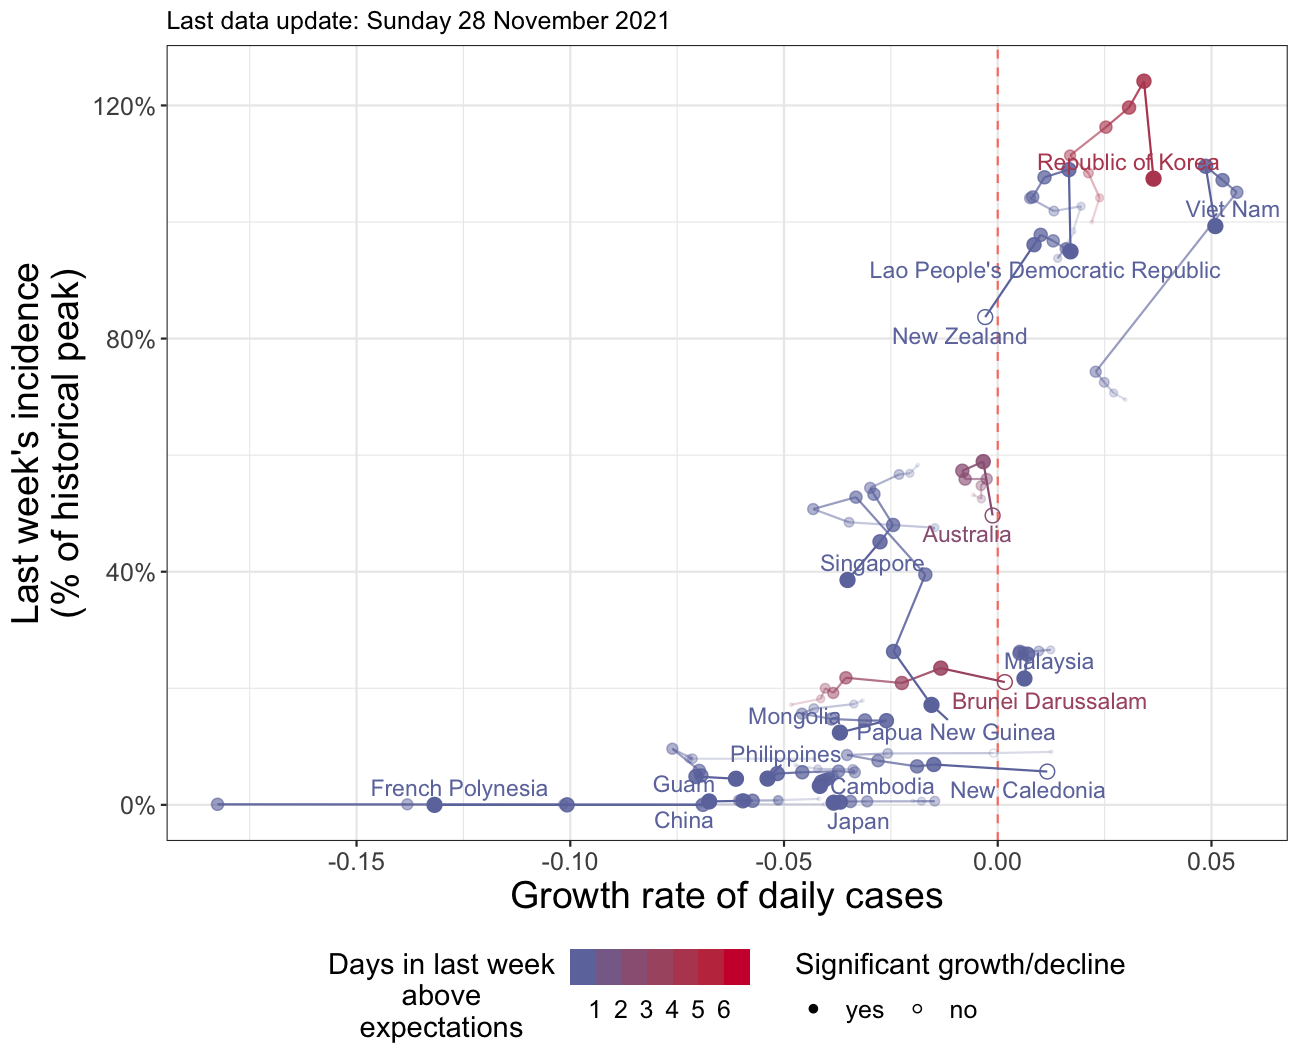 Last data update: Sunday 28 November 2021
Last week's incidence
(% of historical peak)
120%
80%
40%
0%
Republic of Korea
Viet Nam
Lao People's Democratic Republic
New Zealand
Australia
Singapore
Malaysia
Brunei Darussalam
Mongolia
Papua New Guinea
Philippines
Guam
Cambodia
French Polynesia
New Caledonia
China
Japan
-0.15 -0.10 -0.05 0.00 0.05
Growth rate of daily cases
Days in last week
above
expectations
1 2 3 4 5 6
Significant growth/decline
yes no